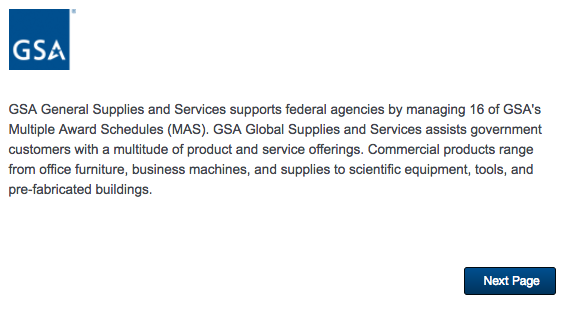 GSA
GSA General Supplies and Services supports federal agencies by managing 16 of GSA's
Multiple Award Schedules (MAS). GSA Global Supplies and Services assists government
customers with a multitude of product and service offerings. Commercial products range
from office furniture, business machines, and supplies to scientific equipment, tools, and
pre-fabricated buildings.
Next Page